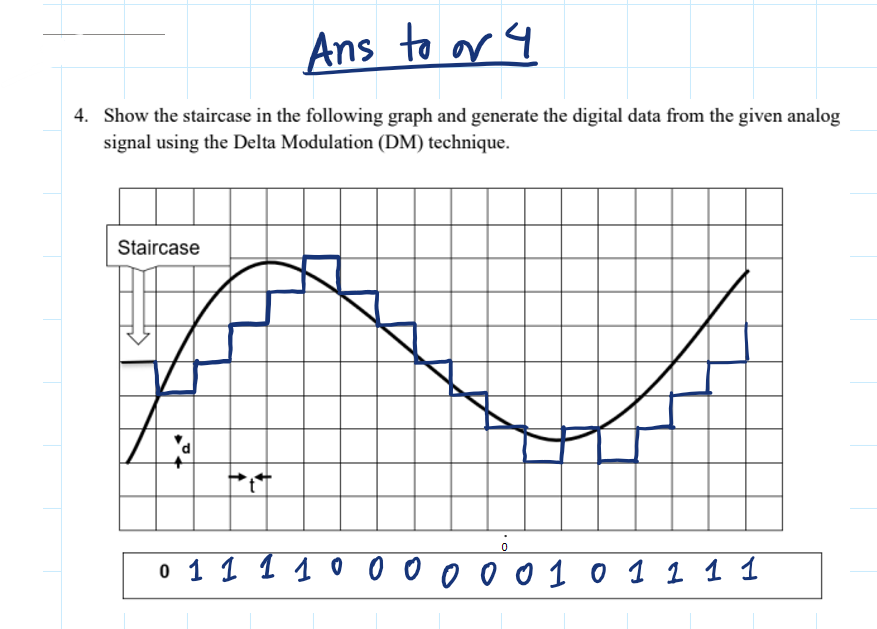 Ans to or 4
4. Show the staircase in the following graph and generate the digital data from the given analog
signal using the Delta Modulation (DM) technique.
Staircase
d
t
0
0 1 1 1 1 0 0 0 0 0 0 1 0 1 1 1 1